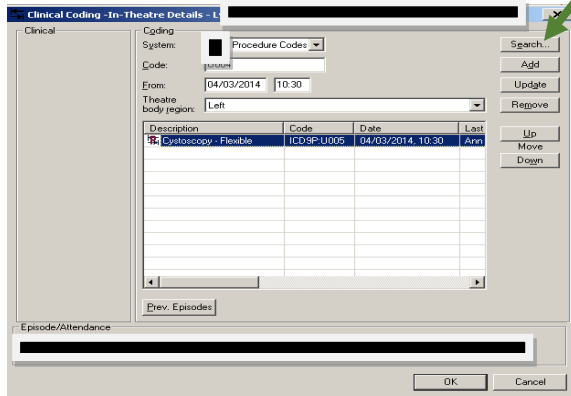 Clinical Coding -In-Theatre Details - L
Clinical
Coding
System:
Procedure Codes
Search...
Code:
Add
From:
04/03/2014
10:30
Update
Theatre
body region:
Left
Remove
Description
Code
Date
Last
Cystoscopy - Flexible
ICD9P:U005
04/03/2014, 10:30
Ann
Up
Move
Down
Prev. Episodes
Episode/Attendance
OK
Cancel